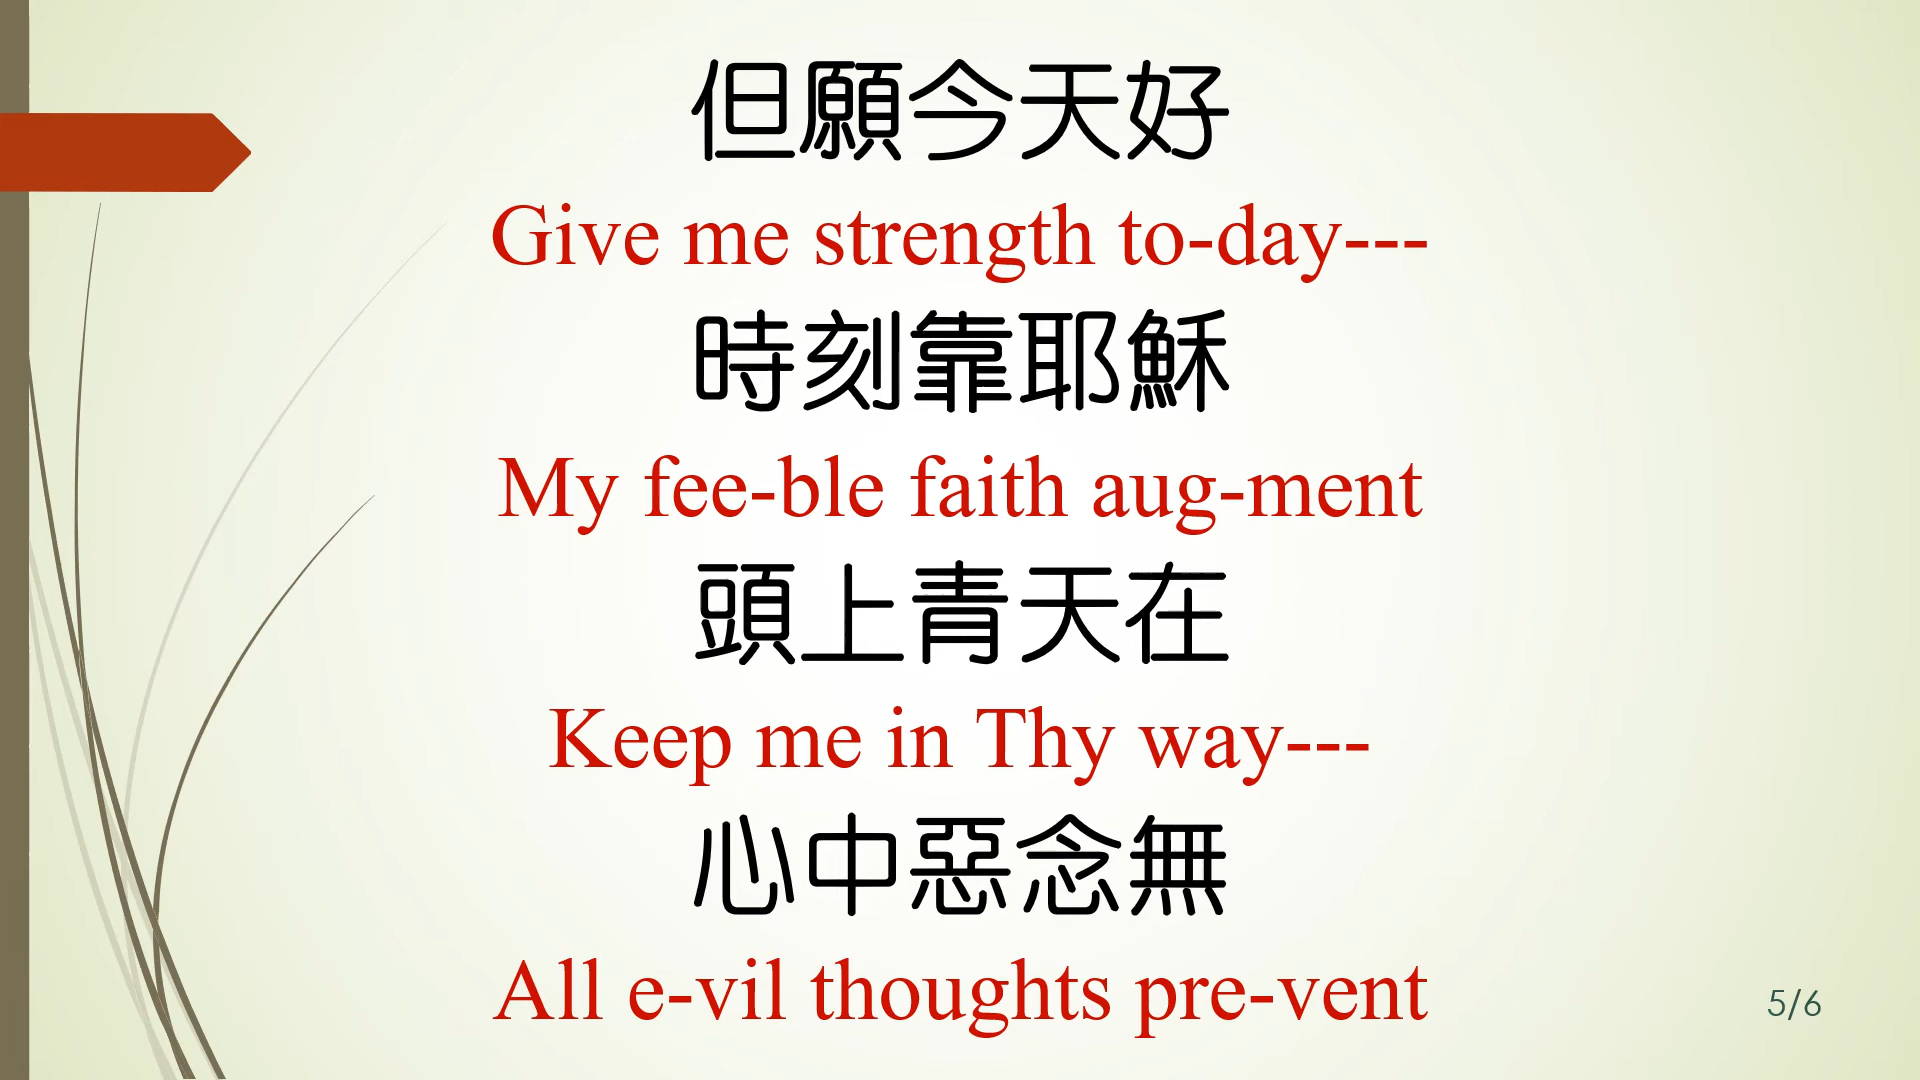 但願今天好
Give me strength to-day---
時刻靠耶穌
My fee-ble faith aug-ment
頭上青天在
Keep me in Thy way---
心中惡念無
All e-vil thoughts pre-vent
5/6